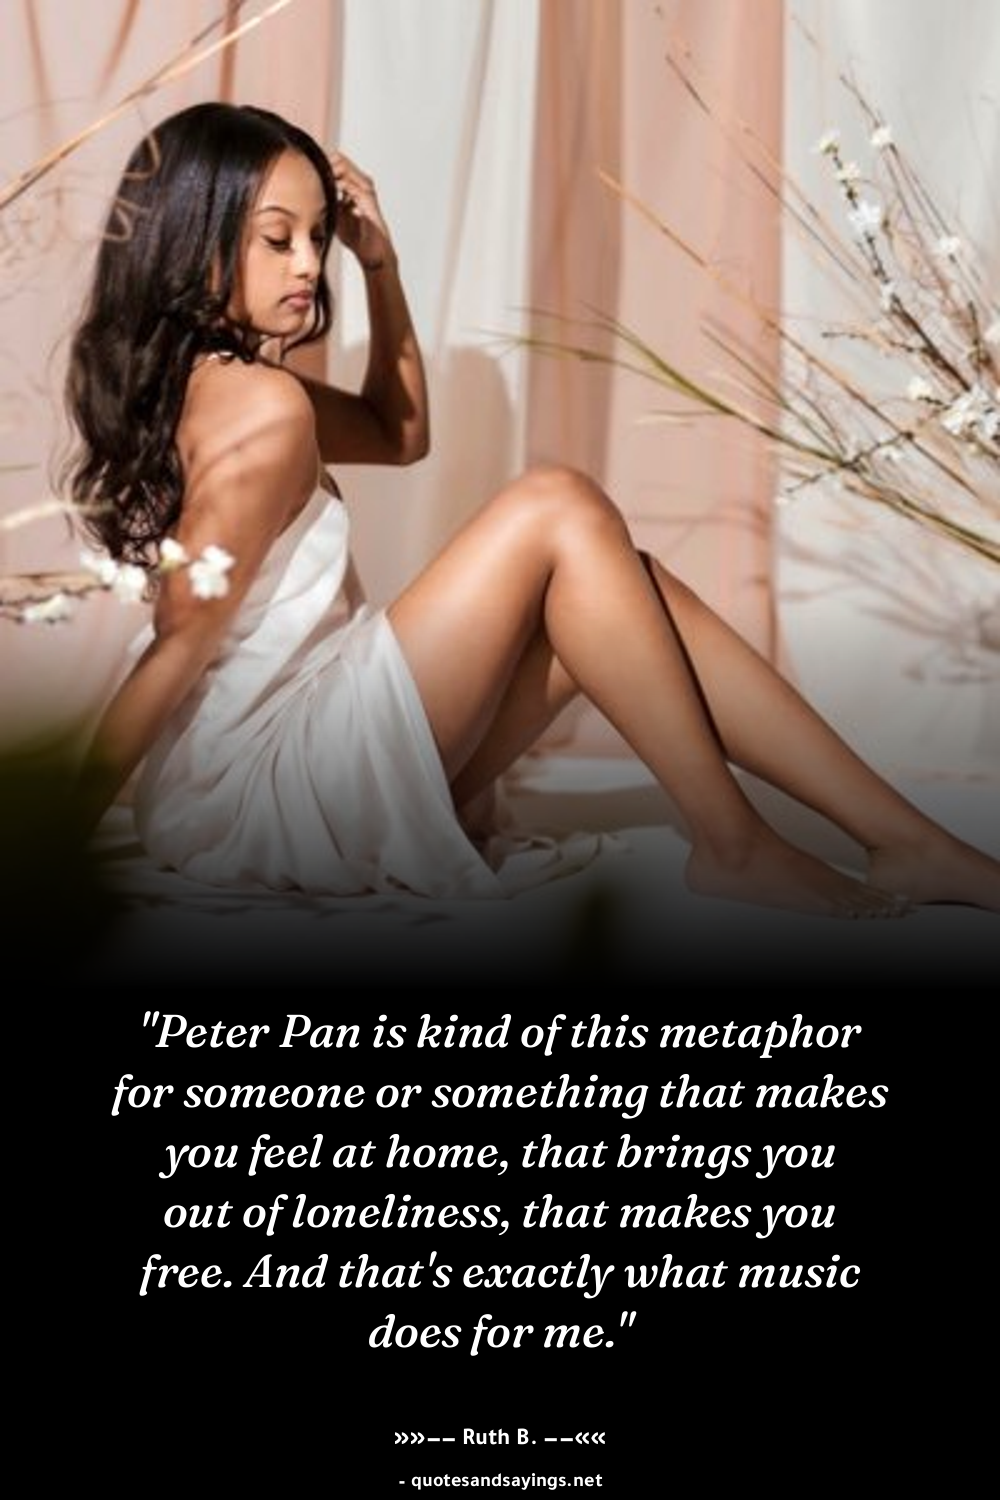 "Peter Pan is kind of this metaphor
for someone or something that makes
you feel at home, that brings you
out of loneliness, that makes you
free. And that's exactly what music
does for me."
»»–– Ruth B. ––««
- quotesandsayings.net